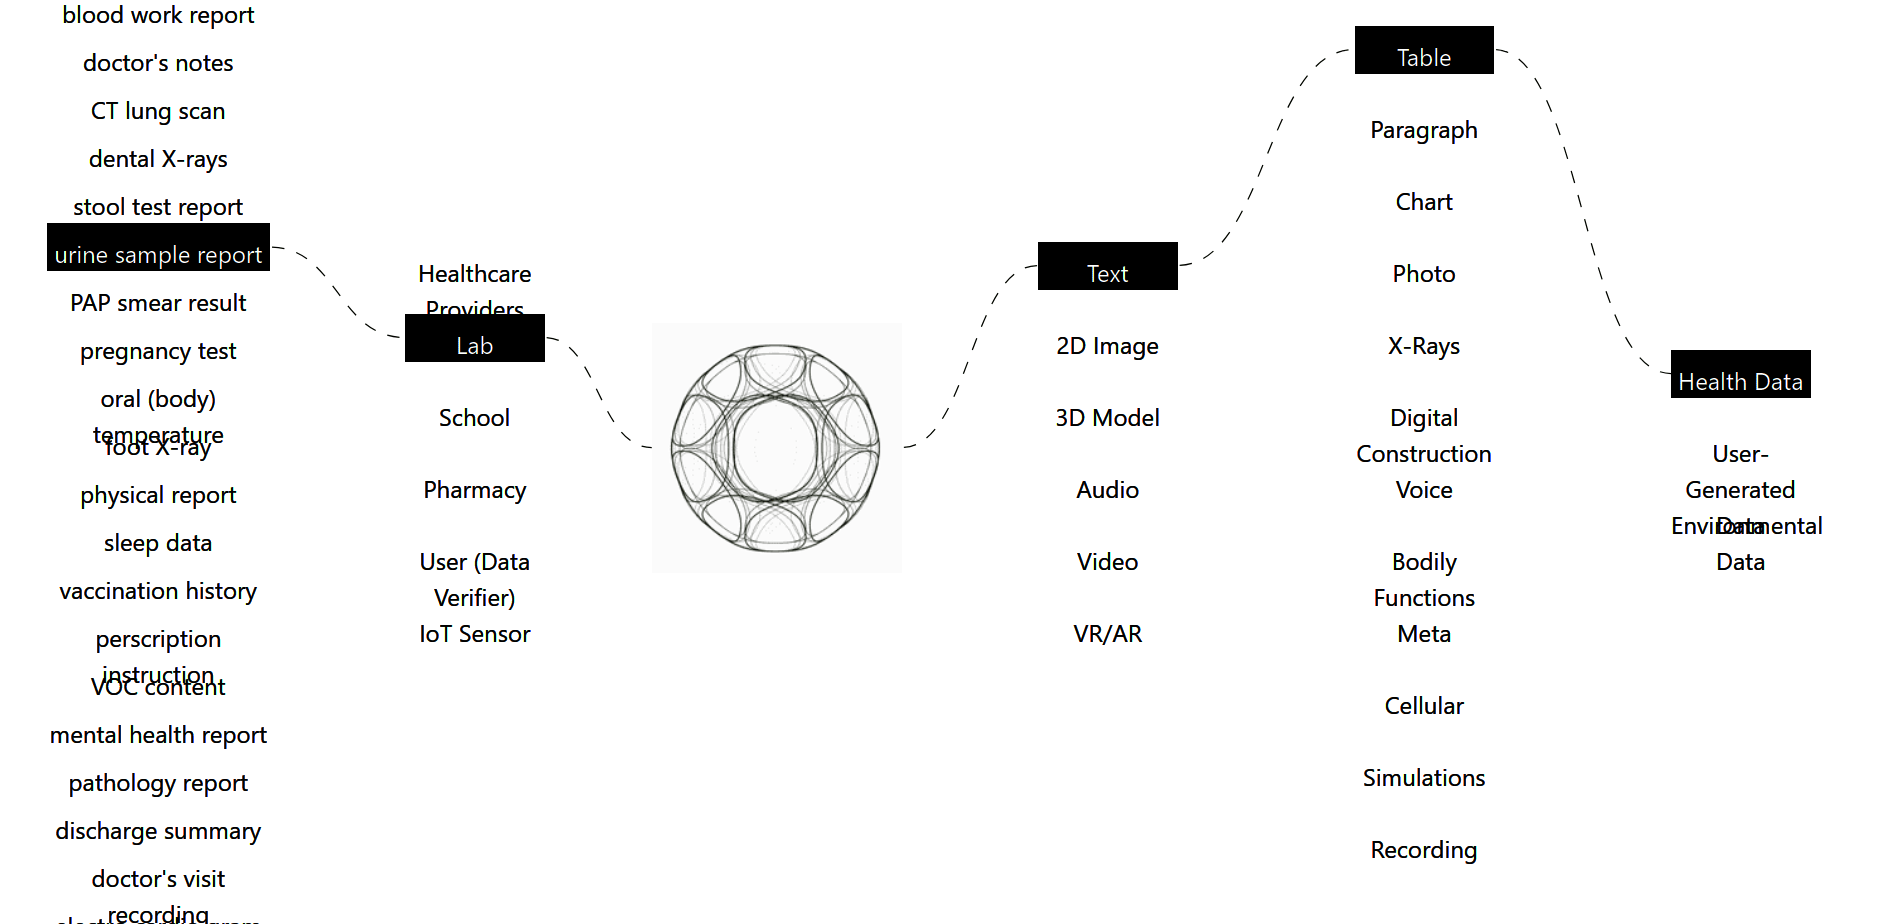 blood work report
doctor's notes
CT lung scan
dental X-rays
stool test report
urine sample report
PAP smear result
pregnancy test
oral (body)
temperature
foot X-ray
physical report
sleep data
vaccination history
perscription
instruction
VOC content
mental health report
pathology report
discharge summary
doctor's visit
recording
Healthcare
Providers
Lab
School
Pharmacy
User (Data
Verifier)
IoT Sensor
Text
2D Image
3D Model
Audio
Video
VR/AR
Table
Paragraph
Chart
Photo
X-Rays
Digital
Construction
Voice
Bodily
Functions
Meta
Cellular
Simulations
Recording
Health Data
User-
Generated
Data
Environmental
Data